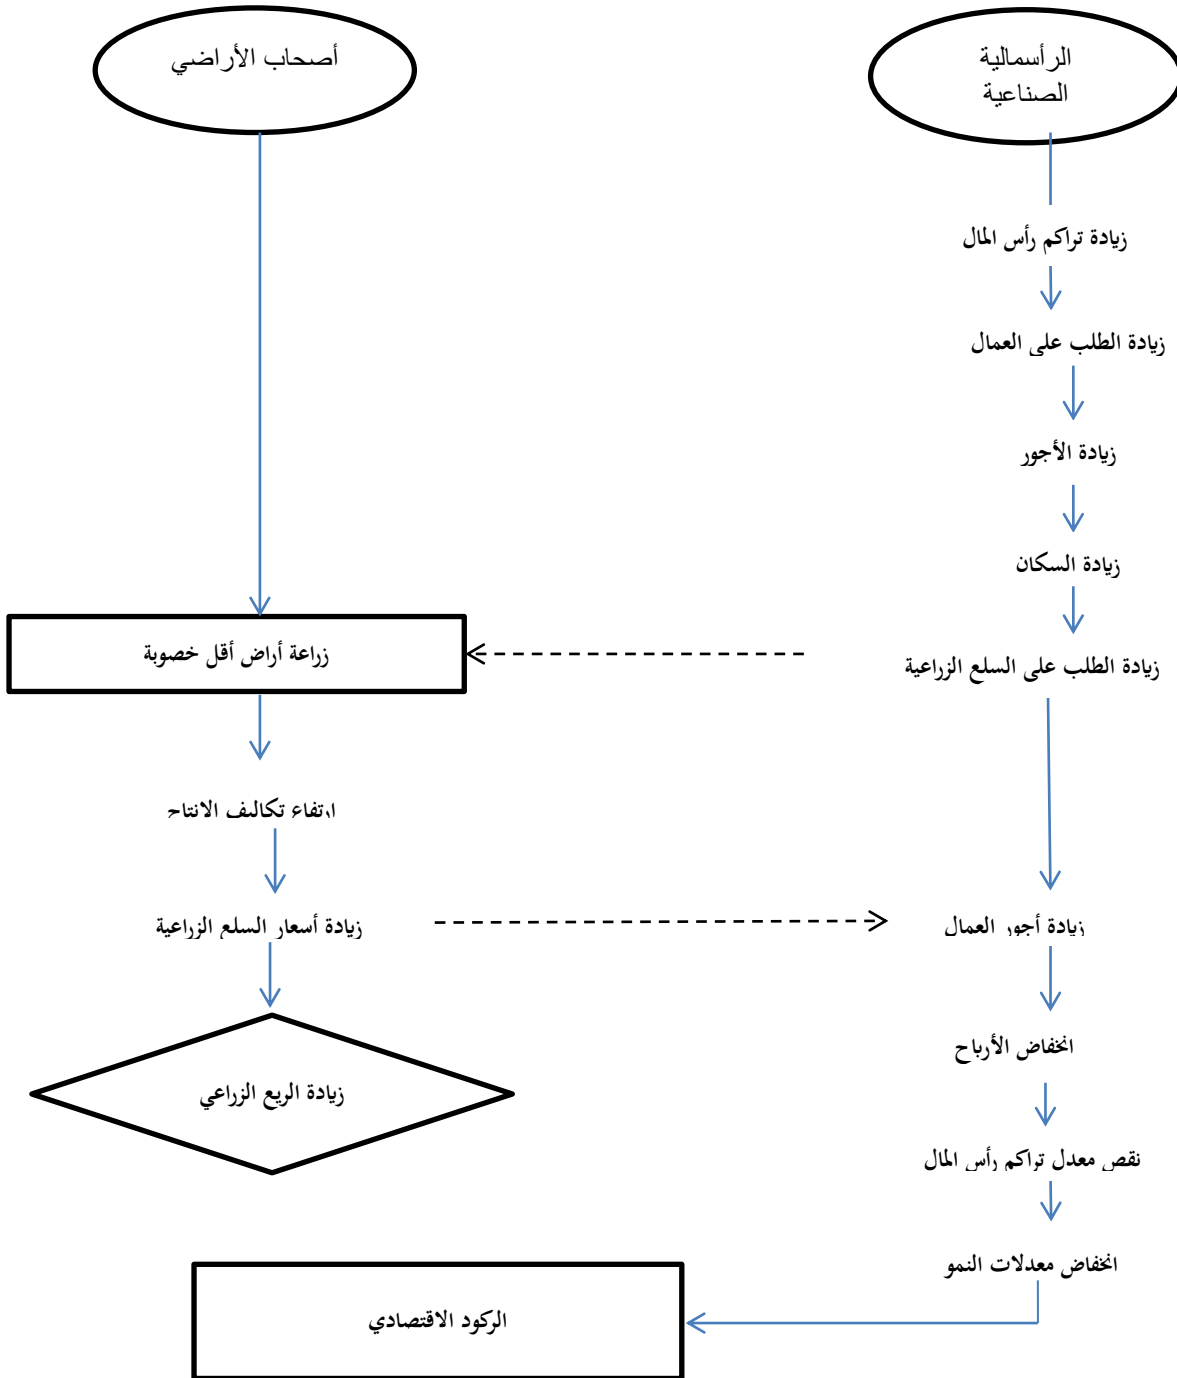 الرأسمالية
الصناعية
أصحاب الأراضي
زيادة تراكم رأس المال
زيادة الطلب على العمال
زيادة الأجور
زيادة السكان
زيادة الطلب على السلع الزراعية
زراعة أراض أقل خصوبة
ارتفاع تكاليف الانتاج
زيادة أجور العمال
زيادة أسعار السلع الزراعية
انخفاض الأرباح
زيادة الريع الزراعي
نقص معدل تراكم رأس المال
انخفاض معدلات النمو
الركود الاقتصادي